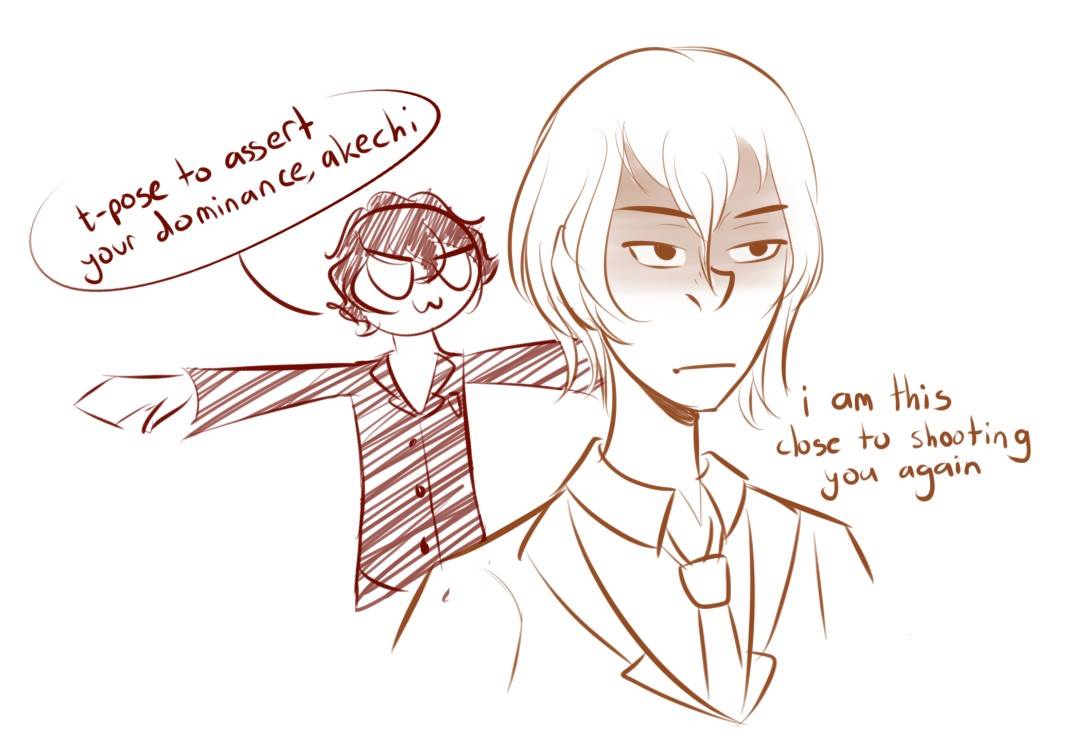 t-pose to assert
your dominance, akechi
i am this
close to shooting
you again